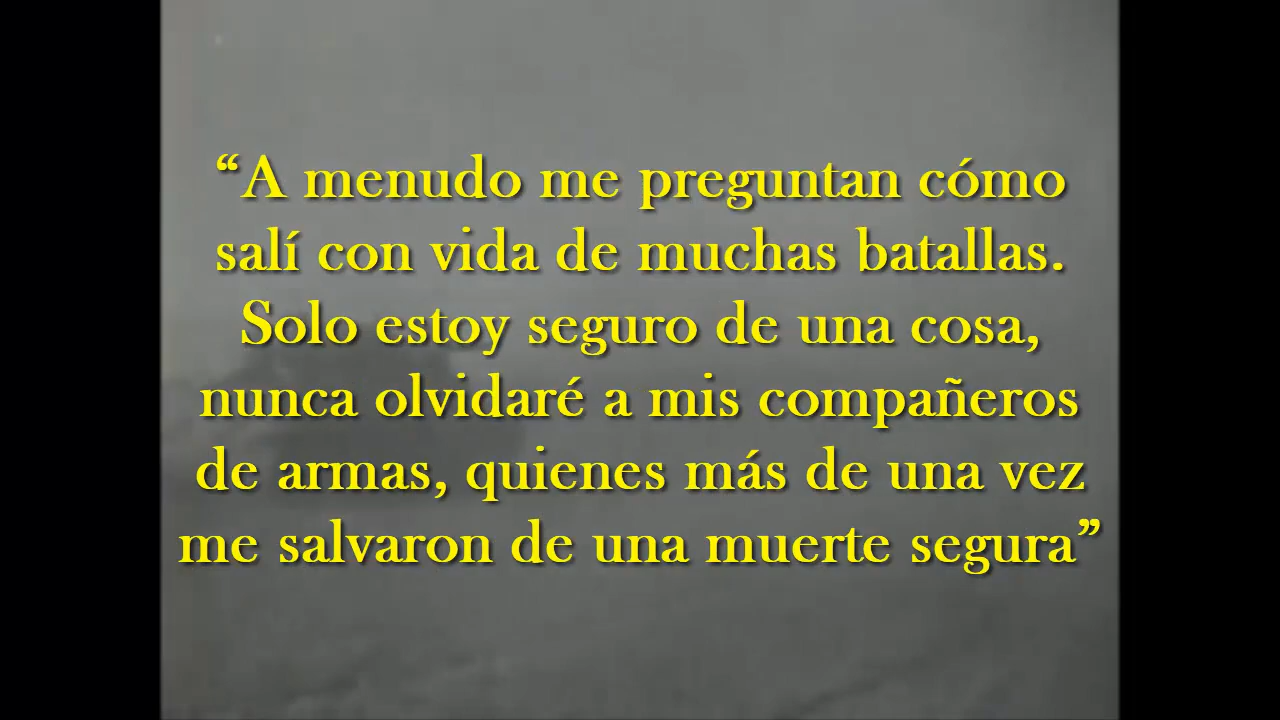 “A menudo me preguntan cómo
salí con vida de muchas batallas.
Solo estoy seguro de una cosa,
nunca olvidaré a mis compañeros
de armas, quienes más de una vez
me salvaron de una muerte segura”